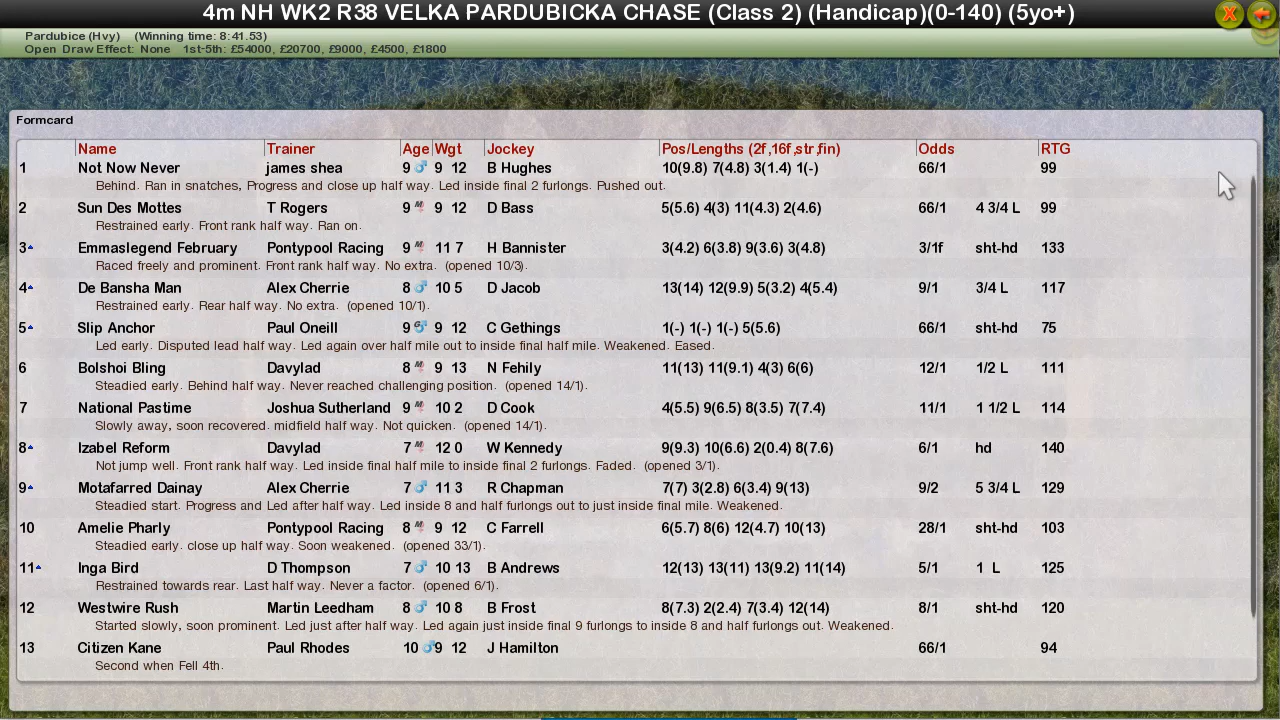 4m NH WK2 R38 VELKA PARDUBICKA CHASE (Class 2) (Handicap)(0-140) (5yo+)
Pardubice (Hvy) (Winning time: 8:41.53)
Open Draw Effect: None 1st-5th: £54000, £20700, £9000, £4500, £1800
Formcard
Name Trainer Age Wgt Jockey Pos/Lengths (2f,16f,str,fin) Odds RTG
1 Not Now Never james shea 9 9 12 B Hughes 10(9.8) 7(4.8) 3(1.4) 1(-) 66/1 99
Behind. Ran in snatches, Progress and close up half way. Led inside final 2 furlongs. Pushed out.
2 Sun Des Mottes T Rogers 9 9 12 D Bass 5(5.6) 4(3) 11(4.3) 2(4.6) 66/1 4 3/4 L 99
Restrained early. Front rank half way. Ran on.
3 Emmaslegend February Pontypool Racing 9 11 7 H Bannister 3(4.2) 6(3.8) 9(3.6) 3(4.8) 3/1f sht-hd 133
Raced freely and prominent. Front rank half way. No extra. (opened 10/3).
4 De Bansha Man Alex Cherrie 8 10 5 D Jacob 13(14) 12(9.9) 5(3.2) 4(5.4) 9/1 3/4 L 117
Restrained early. Rear half way. No extra. (opened 10/1).
5 Slip Anchor Paul Oneill 9 9 12 C Gethings 1(-) 1(-) 1(-) 5(5.6) 66/1 sht-hd 75
Led early. Disputed lead half way. Led again over half mile out to inside final half mile. Weakened. Eased.
6 Bolshoi Bling Davylad 8 9 13 N Fehily 11(13) 11(9.1) 4(3) 6(6) 12/1 1/2 L 111
Steadied early. Behind half way. Never reached challenging position. (opened 14/1).
7 National Pastime Joshua Sutherland 9 10 2 D Cook 4(5.5) 9(6.5) 8(3.5) 7(7.4) 11/1 1 1/2 L 114
Slowly away, soon recovered. midfield half way. Not quicken. (opened 14/1).
8 Izabel Reform Davylad 7 12 0 W Kennedy 9(9.3) 10(6.6) 2(0.4) 8(7.6) 6/1 hd 140
Not jump well. Front rank half way. Led inside final half mile to inside final 2 furlongs. Faded. (opened 3/1).
9 Motafarred Dainay Alex Cherrie 7 11 3 R Chapman 7(7) 3(2.8) 6(3.4) 9(13) 9/2 5 3/4 L 129
Steadied start. Progress and Led after half way. Led inside 8 and half furlongs out to just inside final mile. Weakened.
10 Amelie Pharly Pontypool Racing 8 9 12 C Farrell 6(5.7) 8(6) 12(4.7) 10(13) 28/1 sht-hd 103
Steadied early. close up half way. Soon weakened. (opened 33/1).
11 Inga Bird D Thompson 7 10 13 B Andrews 12(13) 13(11) 13(9.2) 11(14) 5/1 1 L 125
Restrained towards rear. Last half way. Never a factor. (opened 6/1).
12 Westwire Rush Martin Leedham 8 10 8 B Frost 8(7.3) 2(2.4) 7(3.4) 12(14) 8/1 sht-hd 120
Started slowly, soon prominent. Led just after half way. Led again just inside final 9 furlongs to inside 8 and half furlongs out. Weakened.
13 Citizen Kane Paul Rhodes 10 9 12 J Hamilton 66/1 94
Second when Fell 4th.